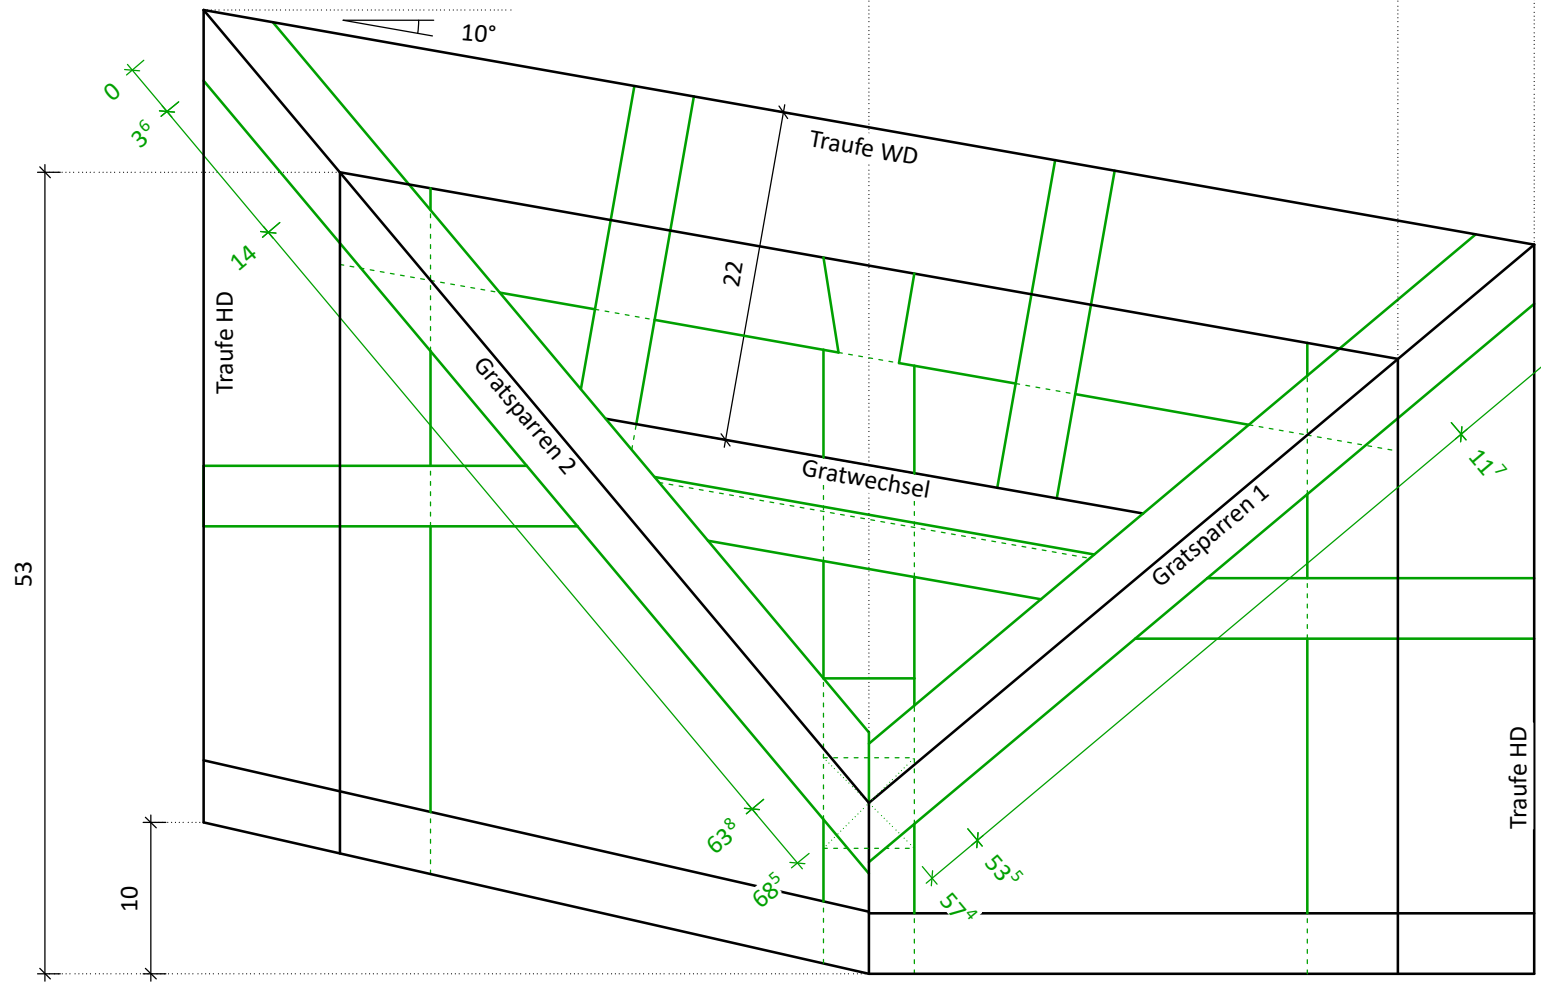 10°
0
3⁶
14
Traufe WD
22
Traufe HD
Gratsparren 2
Gratwechsel
Gratsparren 1
11⁷
53
63⁸
68⁵
53⁵
57⁴
Traufe HD
10